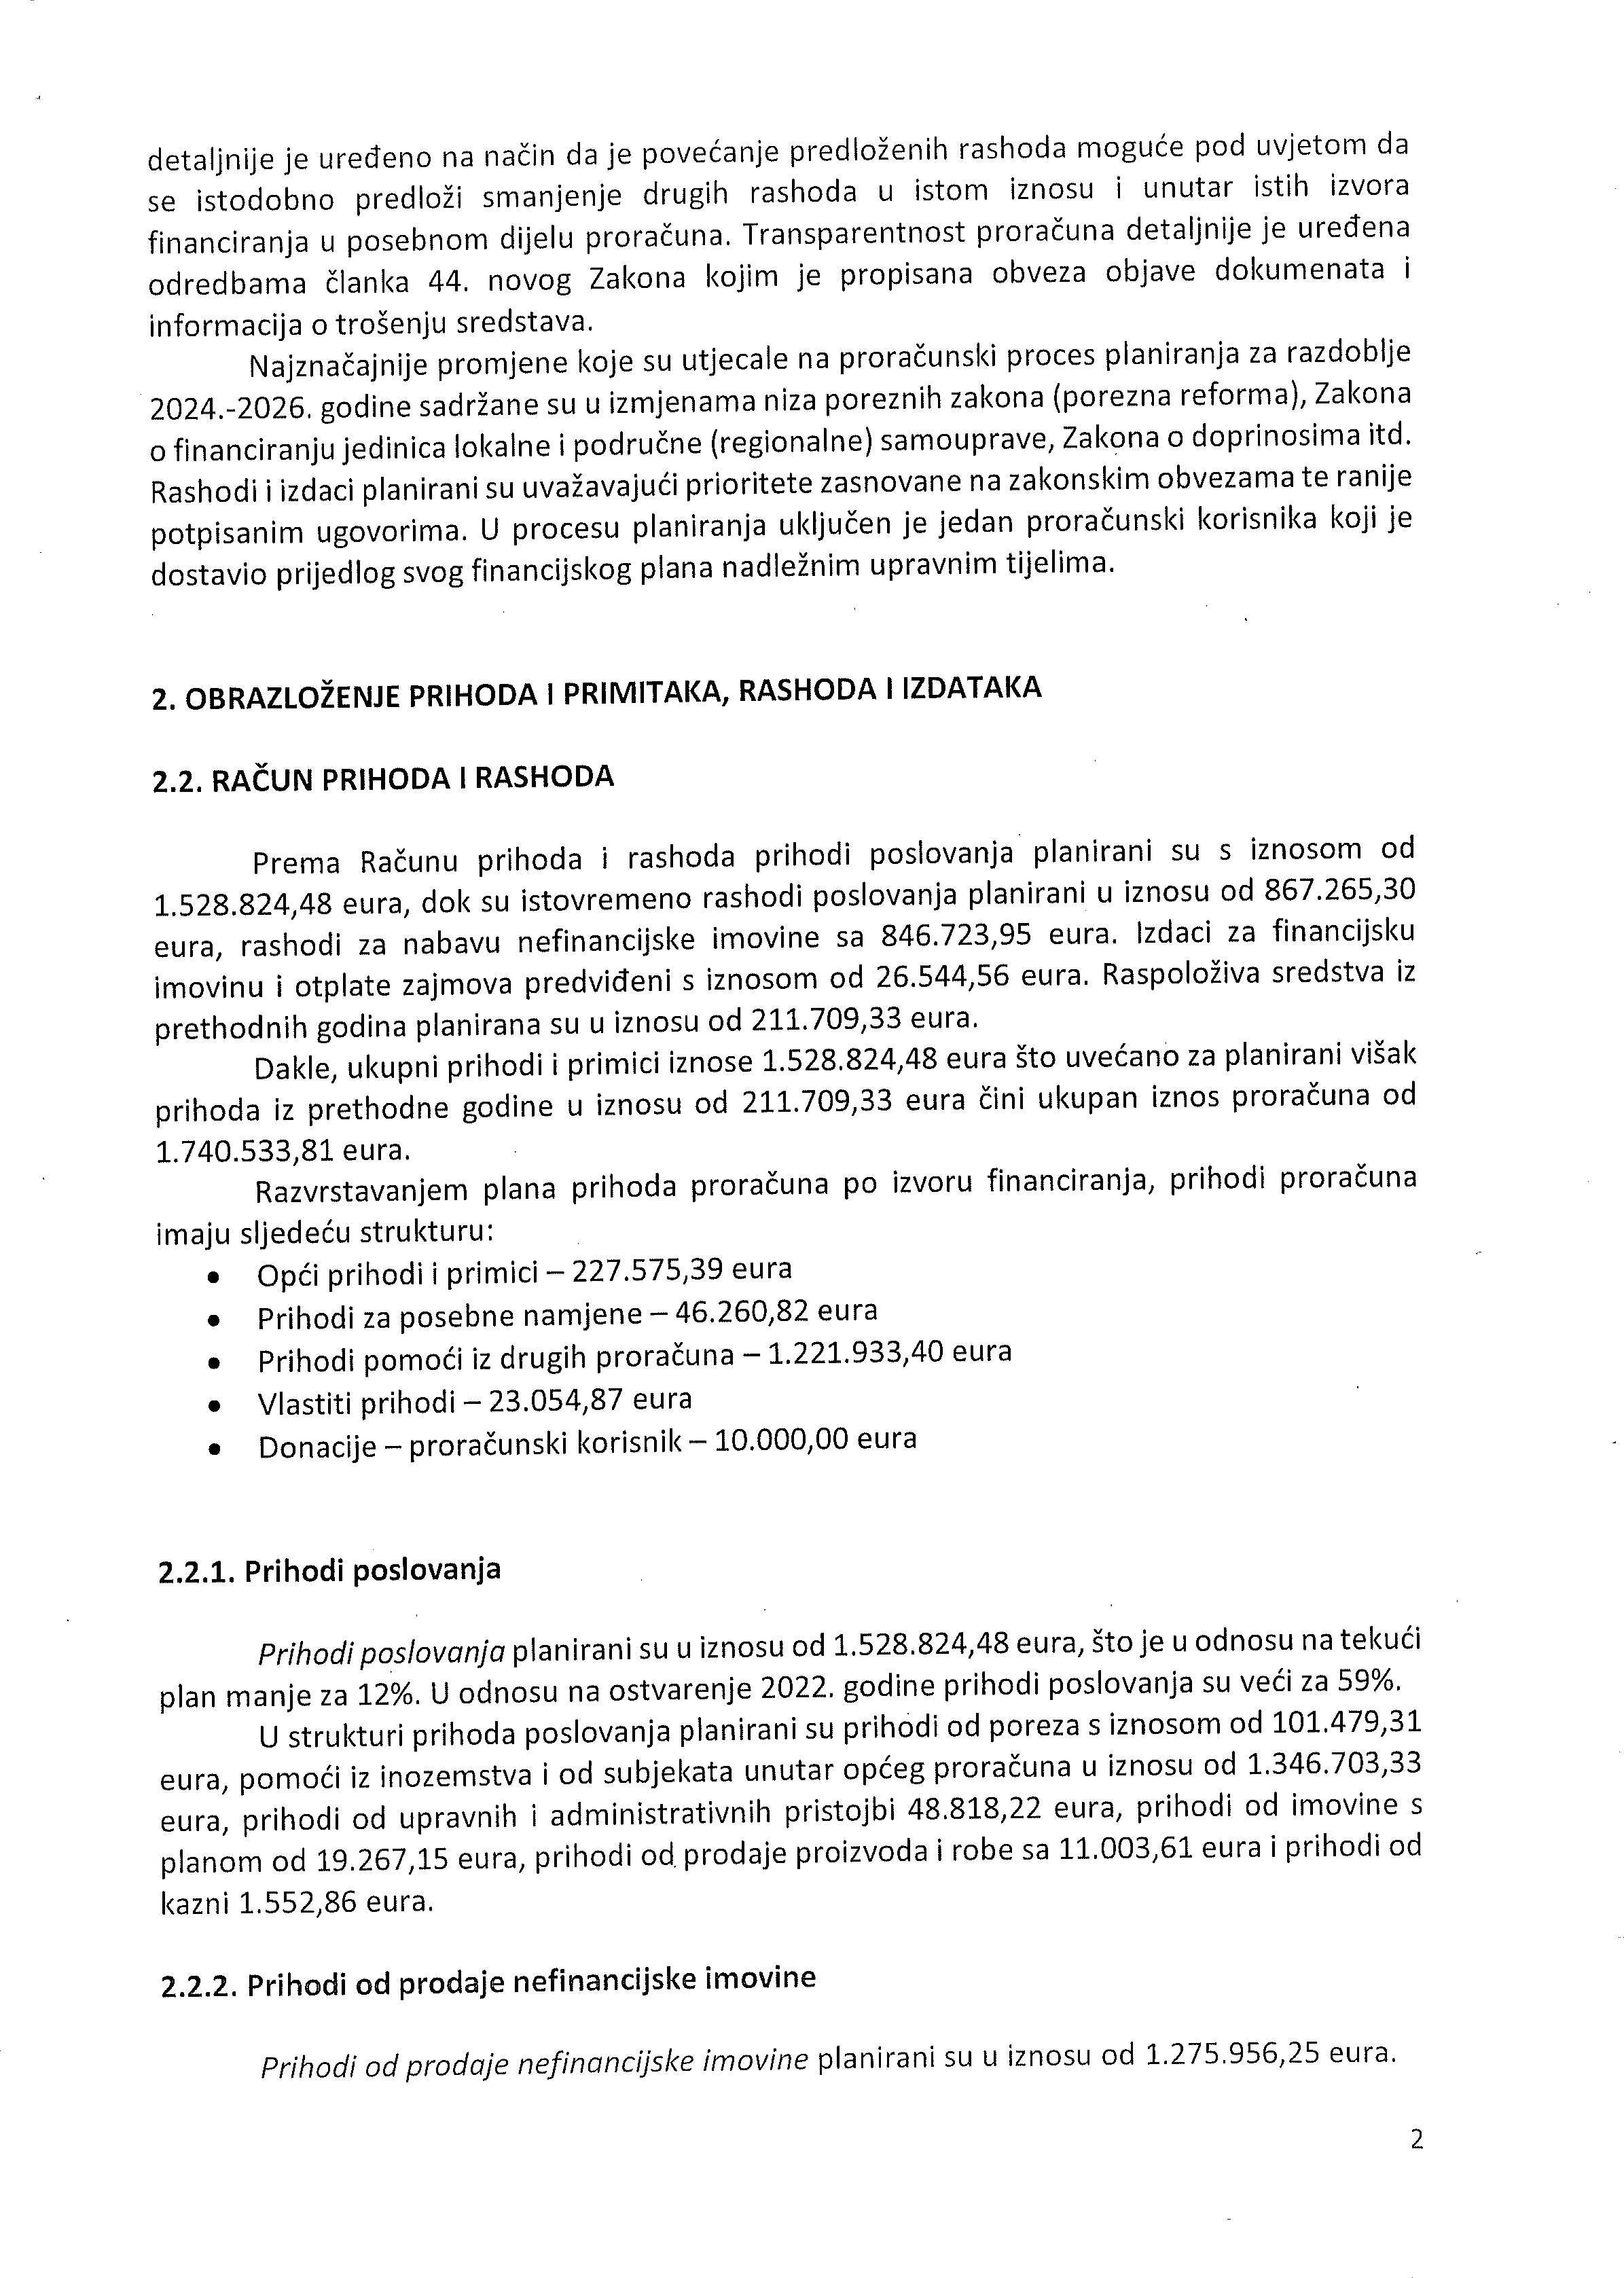 detaljnije je uređeno na način da je povećanje predloženih rashoda moguće pod uvjetom da
se istodobno predloži smanjenje drugih rashoda u istom iznosu i unutar istih izvora
financiranja u posebnom dijelu proračuna. Transparentnost proračuna detaljnije je uređena
odredbama članka 44. novog Zakona kojim je propisana obveza objave dokumenata i
informacija o trošenju sredstava.
Najznačajnije promjene koje su utjecale na proračunski proces planiranja za razdoblje
2024.-2026. godine sadržane su u izmjenama niza poreznih zakona (porezna reforma), Zakona
o financiranju jedinica lokalne i područne (regionalne) samouprave, Zakona o doprinosima itd.
Rashodi i izdaci planirani su uvažavajući prioritete zasnovane na zakonskim obvezama te ranije
potpisanim ugovorima. U procesu planiranja uključen je jedan proračunski korisnika koji je
dostavio prijedlog svog financijskog plana nadležnim upravnim tijelima.
2. OBRAZLOŽENJE PRIHODA I PRIMITAKA, RASHODA I IZDATAKA
2.2. RAČUN PRIHODA I RASHODA
Prema Računu prihoda i rashoda prihodi poslovanja planirani su s iznosom od
1.528.824,48 eura, dok su istovremeno rashodi poslovanja planirani u iznosu od 867.265,30
eura, rashodi za nabavu nefinancijske imovine sa 846.723,95 eura. Izdaci za financijsku
imovinu i otplate zajmova predviđeni s iznosom od 26.544,56 eura. Raspoloživa sredstva iz
prethodnih godina planirana su u iznosu od 211.709,33 eura.
Dakle, ukupni prihodi i primici iznose 1.528.824,48 eura što uvećano za planirani višak
prihoda iz prethodne godine u iznosu od 211.709,33 eura čini ukupan iznos proračuna od
1.740.533,81 eura.
Razvrstavanjem plana prihoda proračuna po izvoru financiranja, prihodi proračuna
imaju sljedeću strukturu:
• Opći prihodi i primici – 227.575,39 eura
• Prihodi za posebne namjene – 46.260,82 eura
• Prihodi pomoći iz drugih proračuna – 1.221.933,40 eura
• Vlastiti prihodi – 23.054,87 eura
• Donacije – proračunski korisnik – 10.000,00 eura
2.2.1. Prihodi poslovanja
Prihodi poslovanja planirani su u iznosu od 1.528.824,48 eura, što je u odnosu na tekući
plan manje za 12%. U odnosu na ostvarenje 2022. godine prihodi poslovanja su veći za 59%.
U strukturi prihoda poslovanja planirani su prihodi od poreza s iznosom od 101.479,31
eura, pomoći iz inozemstva i od subjekata unutar općeg proračuna u iznosu od 1.346.703,33
eura, prihodi od upravnih i administrativnih pristojbi 48.818,22 eura, prihodi od imovine s
planom od 19.267,15 eura, prihodi od prodaje proizvoda i robe sa 11.003,61 eura i prihodi od
kazni 1.552,86 eura.
2.2.2. Prihodi od prodaje nefinancijske imovine
Prihodi od prodaje nefinancijske imovine planirani su u iznosu od 1.275.956,25 eura.
2